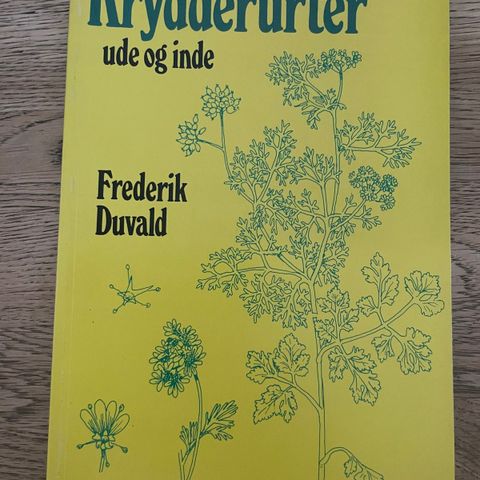 Krydderurter
ude og inde
Frederik
Duvald